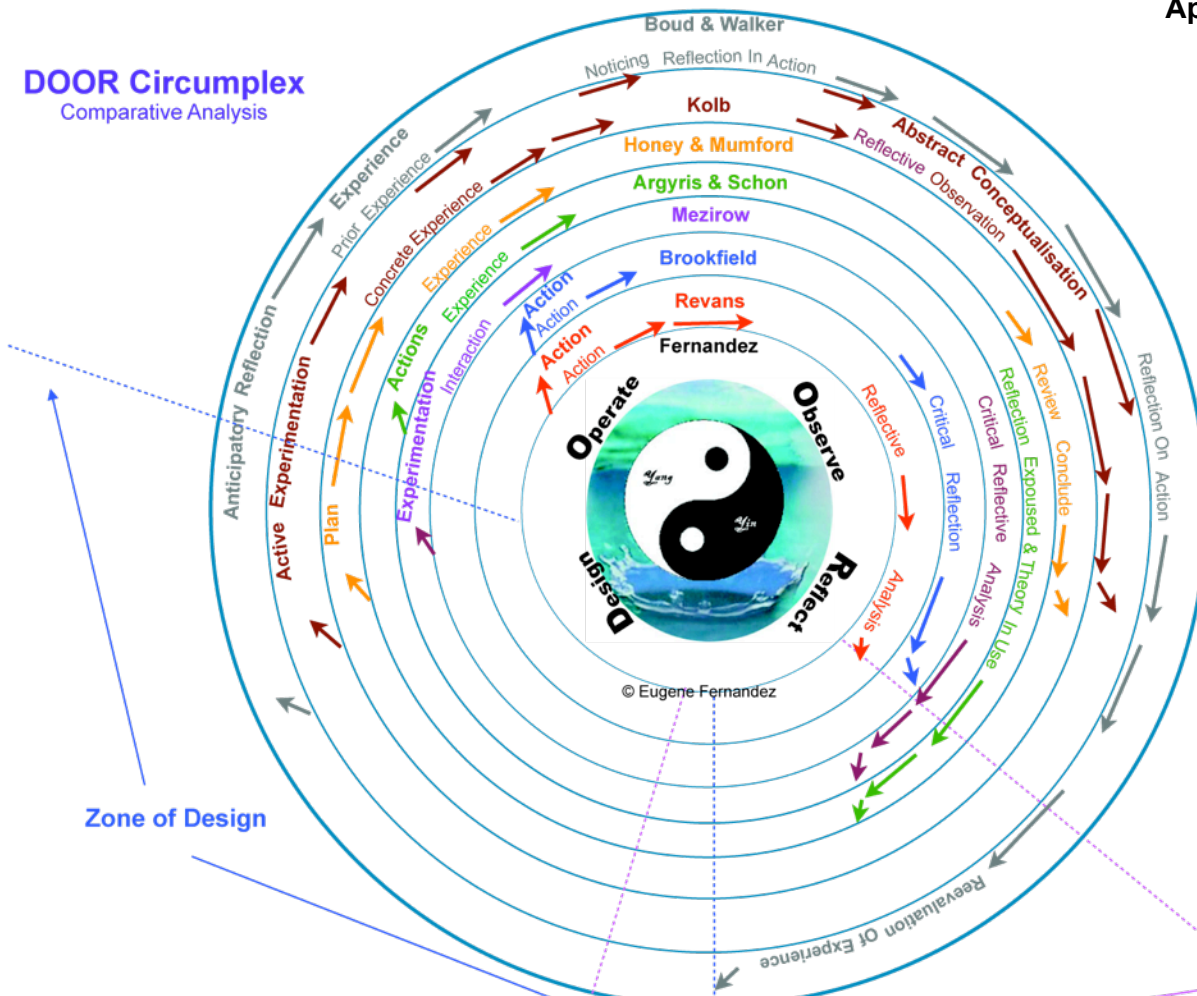 Ap
DOOR Circumplex
Comparative Analysis
Boud & Walker
Noticing Reflection In Action
Experience
Prior Experience
Anticipatory Reflection
Reflection On Action
Reevaluation Of Experience
Kolb
Concrete Experience
Active Experimentation
Abstract Conceptualisation
Reflective Observation
Honey & Mumford
Experience
Plan
Review Conclude
Argyris & Schon
Experience
Actions
Reflection Expoused & Theory In Use
Mezirow
Interaction
Experimentation
Critical Reflective Analysis
Brookfield
Action
Action
Critical Reflection
Revans
Action
Action
Reflective Analysis
Fernandez
Operate
Observe
Reflect
Design
Yang
Yin
© Eugene Fernandez
Zone of Design